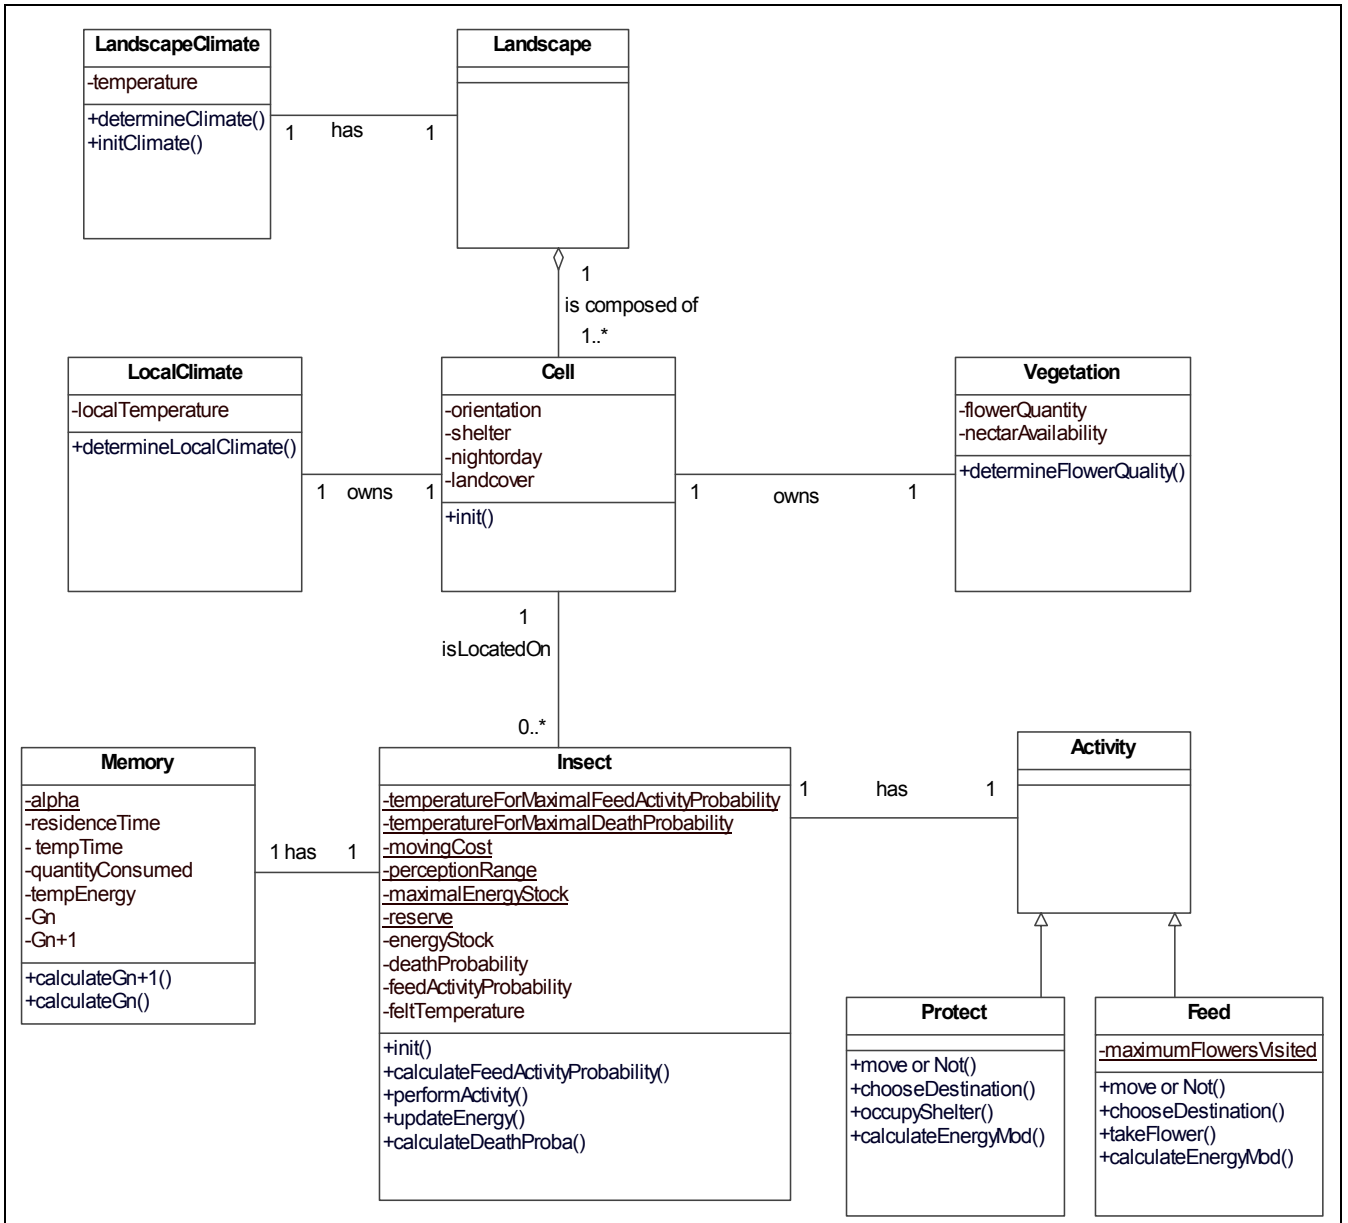 LandscapeClimate
-temperature
+determineClimate()
+initClimate()
1 has 1
Landscape
1
is composed of
1..*
LocalClimate
-localTemperature
+determineLocalClimate()
1 owns 1
Cell
-orientation
-shelter
-nightorday
-landcover
+init()
1 owns 1
Vegetation
-flowerQuantity
-nectarAvailability
+determineFlowerQuality()
1
isLocatedOn
0..*
Memory
-alpha
-residenceTime
- tempTime
-quantityConsumed
-tempEnergy
-Gn
-Gn+1
+calculateGn+1()
+calculateGn()
1 has 1
Insect
-temperatureForMaximalFeedActivityProbability
-temperatureForMaximalDeathProbability
-movingCost
-perceptionRange
-maximalEnergyStock
-reserve
-energyStock
-deathProbability
-feedActivityProbability
-feltTemperature
+init()
+calculateFeedActivityProbability()
+performActivity()
+updateEnergy()
+calculateDeathProba()
1 has 1
Activity
Protect
+move or Not()
+chooseDestination()
+occupyShelter()
+calculateEnergyMod()
Feed
-maximumFlowersVisited
+move or Not()
+chooseDestination()
+takeFlower()
+calculateEnergyMod()